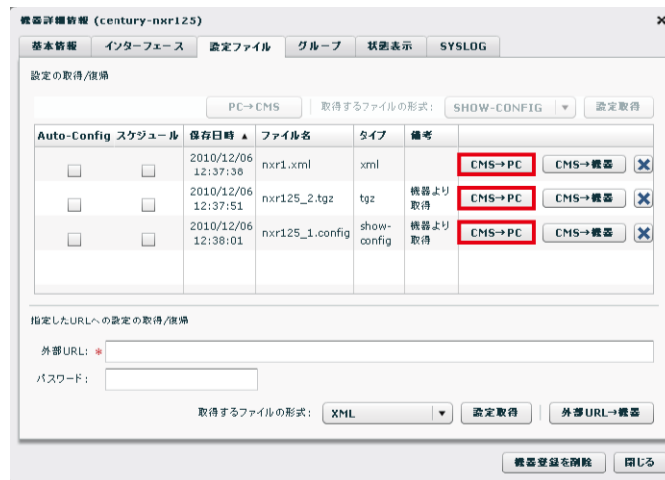 機器詳細情報 (century-nxr125)
基本情報 インターフェース 設定ファイル グループ 状態表示 SYSLOG
設定の取得/復帰
PC→CMS 取得するファイルの形式: SHOW-CONFIG 設定取得
Auto-Config スケジュール 保存日時 ▲ ファイル名 タイプ 備考
2010/12/06 12:37:38 nxr1.xml xml CMS→PC CMS→機器
2010/12/06 12:37:51 nxr125_2.tgz tgz 機器より取得 CMS→PC CMS→機器
2010/12/06 12:38:01 nxr125_1.config show-config 機器より取得 CMS→PC CMS→機器
指定したURLへの設定の取得/復帰
外部URL: *
パスワード:
取得するファイルの形式: XML 設定取得 外部URL→機器
機器登録を削除 閉じる